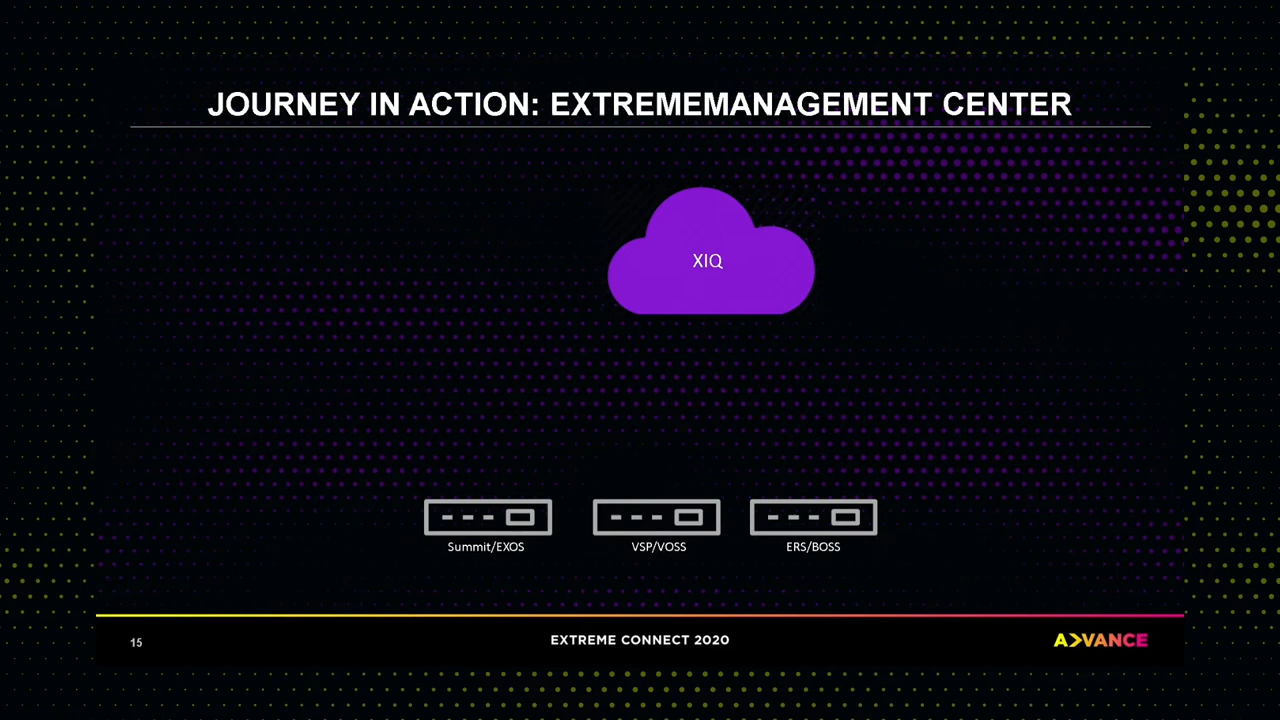 JOURNEY IN ACTION: EXTREMEMANAGEMENT CENTER
XIQ
Summit/EXOS
VSP/VOSS
ERS/BOSS
15
EXTREME CONNECT 2020
ADVANCE